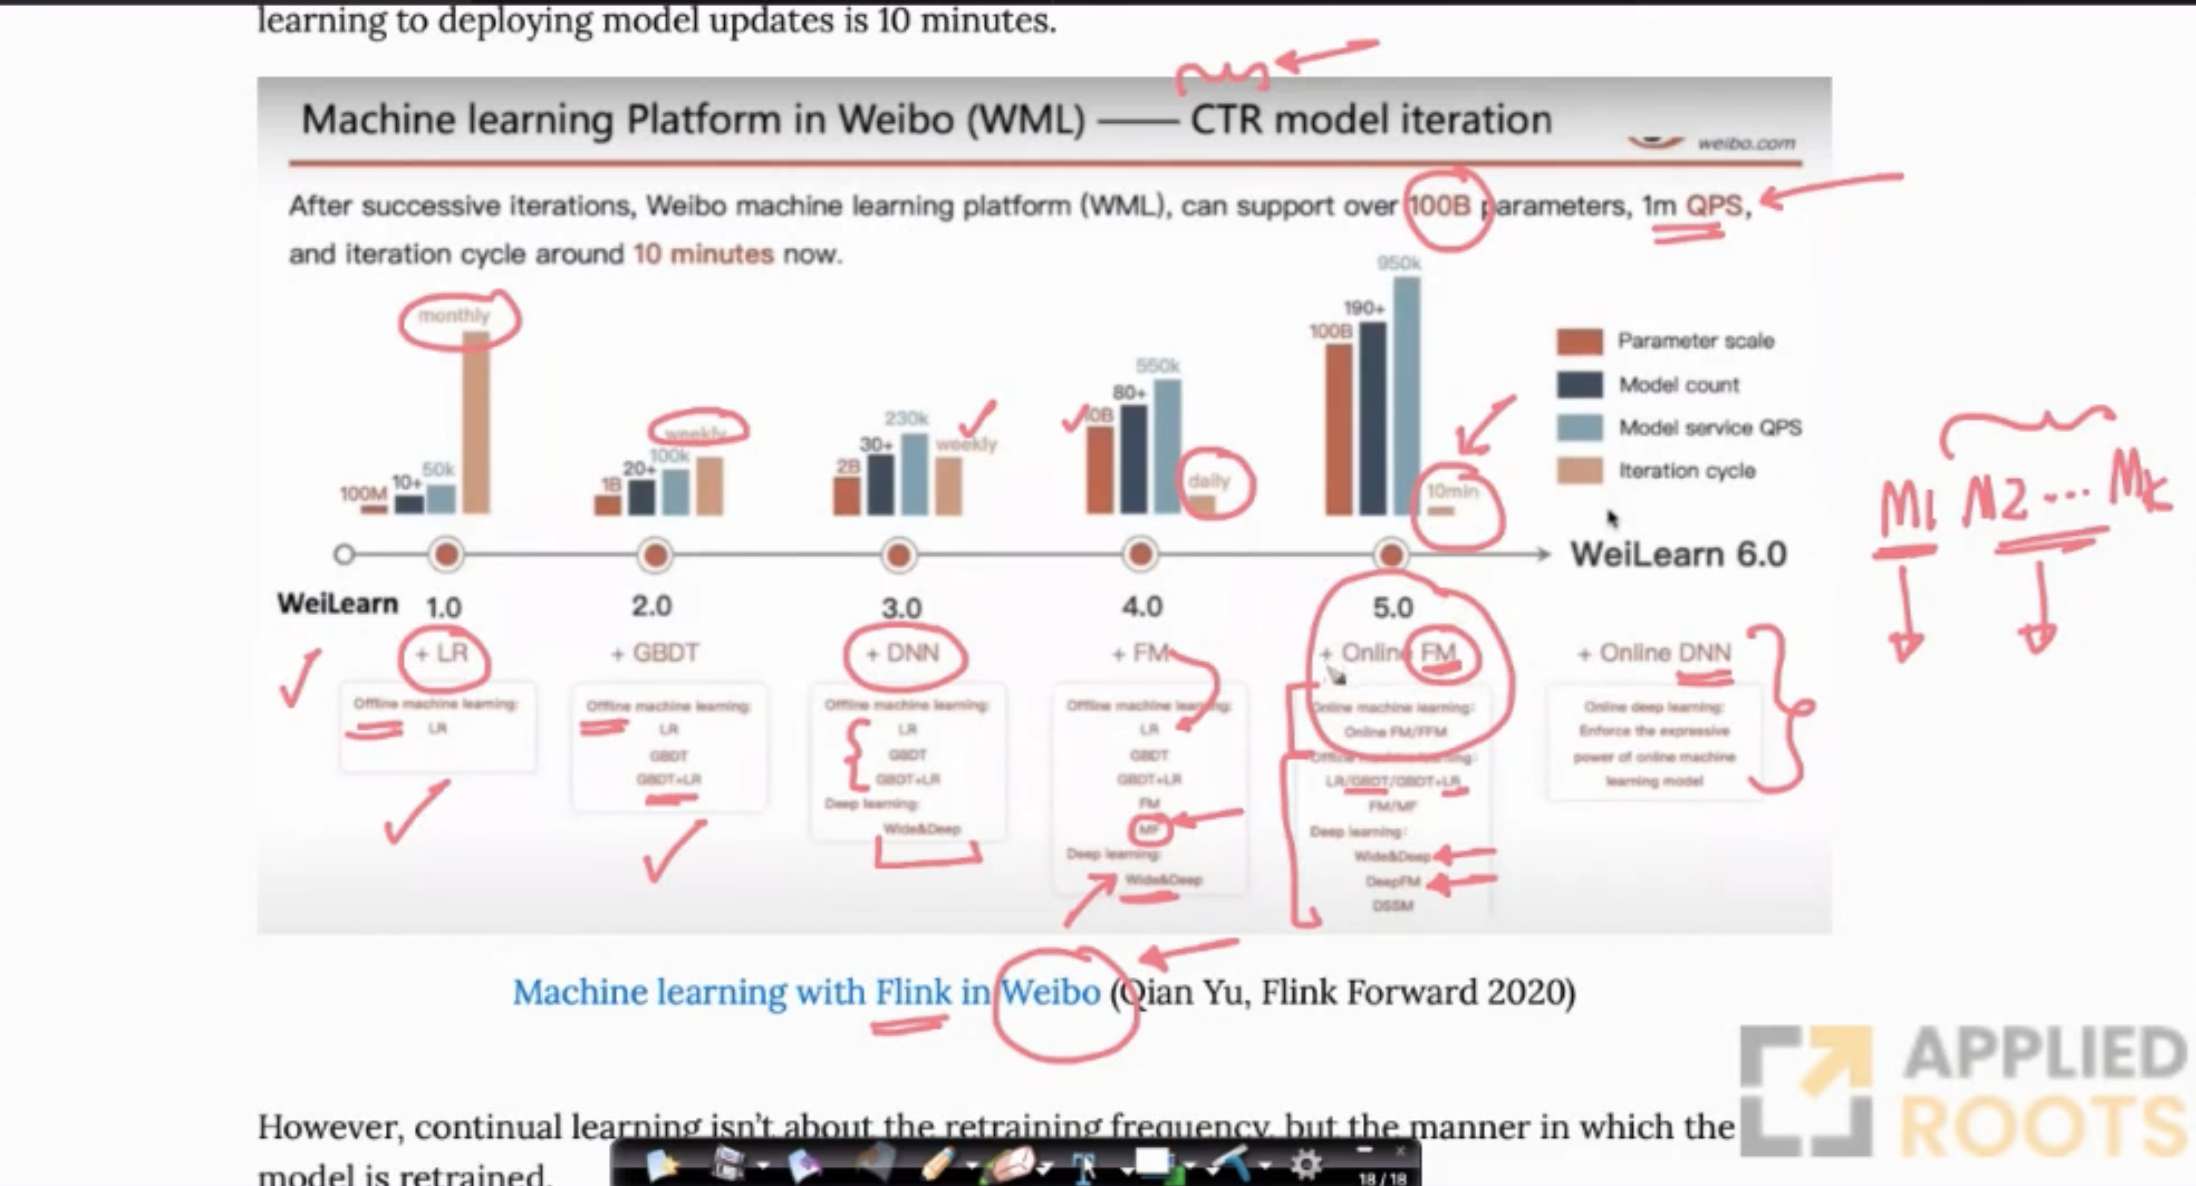 learning to deploying model updates is 10 minutes.
Machine learning Platform in Weibo (WML) —— CTR model iteration
weibo.com
After successive iterations, Weibo machine learning platform (WML), can support over 100B parameters, 1m QPS,
and iteration cycle around 10 minutes now.
100M 10+ 50k monthly
1B 20+ 100k weekly
2B 30+ 230k weekly
0B 80+ 550k daily
100B 190+ 950k 10min
Parameter scale
Model count
Model service QPS
Iteration cycle
M1 M2 ... Mk
WeiLearn 1.0 2.0 3.0 4.0 5.0 WeiLearn 6.0
+ LR
Offline machine learning:
LR
+ GBDT
Offline machine learning:
LR
GBDT
GBDT+LR
+ DNN
Offline machine learning:
LR
GBDT
GBDT+LR
Deep learning:
Wide&Deep
+ FM
Offline machine learning:
LR
GBDT
GBDT+LR
FM
MF
Deep learning:
Wide&Deep
+ Online FM
Online machine learning:
Online FM/FFM
Offline machine learning:
LR/GBDT/GBDT+LR
FM/MF
Deep learning:
Wide&Deep
DeepFM
DSSM
+ Online DNN
Online deep learning:
Enforce the expressive
power of online machine
learning model
Machine learning with Flink in Weibo (Qian Yu, Flink Forward 2020)
APPLIED
ROOTS
However, continual learning isn't about the retraining frequency, but the manner in which the
model is retrained.
18/18